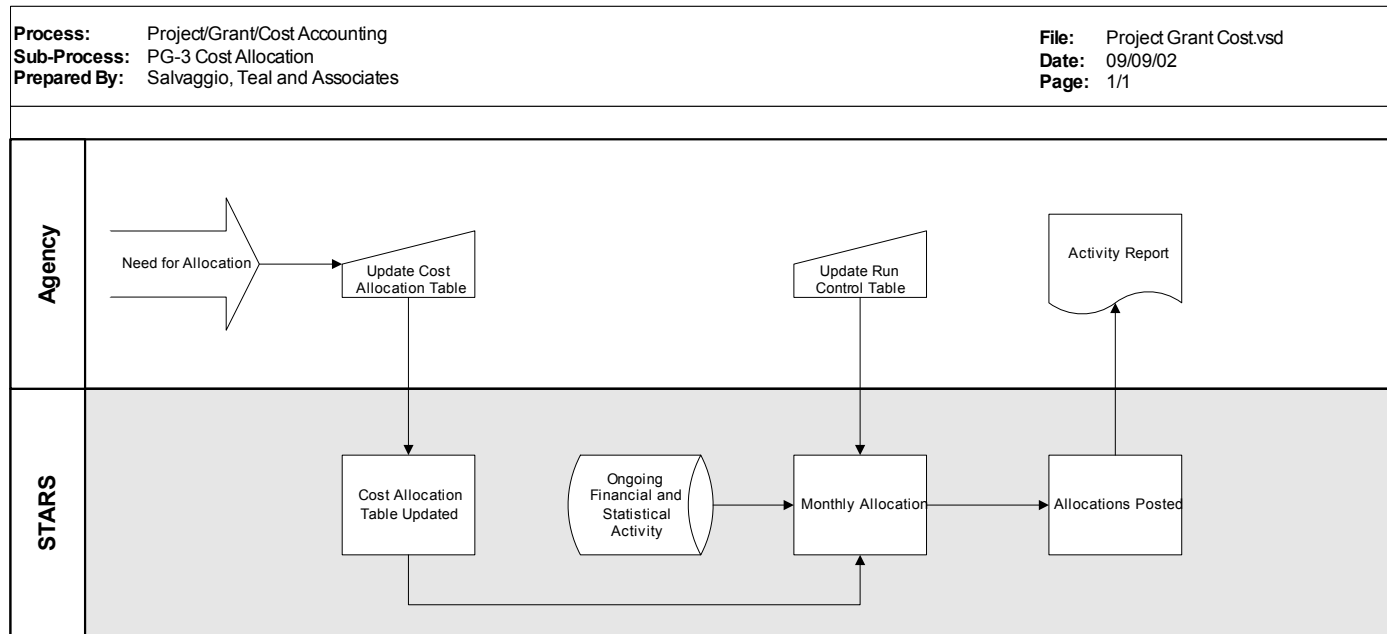 Process: Project/Grant/Cost Accounting
Sub-Process: PG-3 Cost Allocation
Prepared By: Salvaggio, Teal and Associates
File: Project Grant Cost.vsd
Date: 09/09/02
Page: 1/1
Agency
Need for Allocation
Update Cost
Allocation Table
Update Run
Control Table
Activity Report
STARS
Cost Allocation
Table Updated
Ongoing
Financial and
Statistical
Activity
Monthly Allocation
Allocations Posted